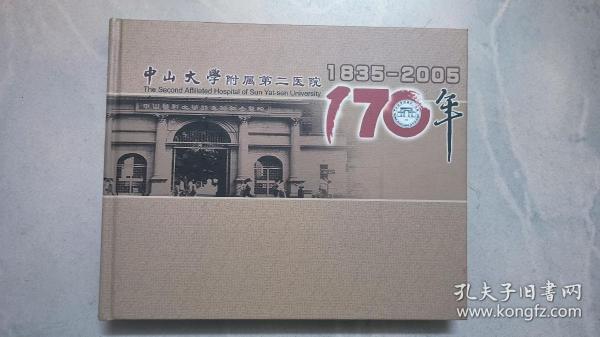 中山大學附属第二医院
The Second Affiliated Hospital of Sun Yat-sen University
1835-2005
170年
孔夫子旧书网
www.kongfz.com